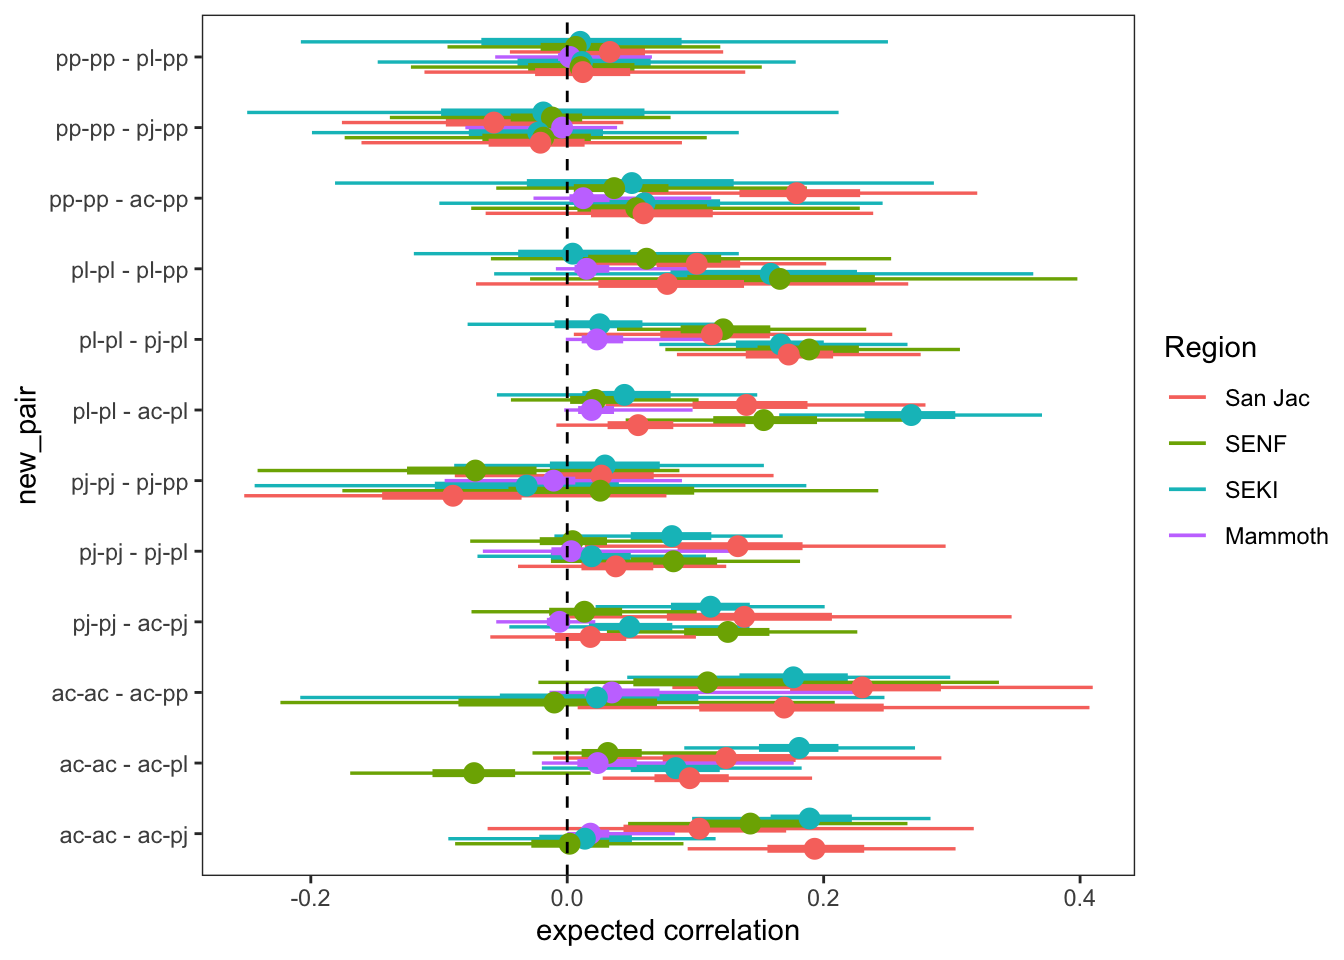 pp-pp - pl-pp
pp-pp - pj-pp
pp-pp - ac-pp
pl-pl - pl-pp
pl-pl - pj-pl
pl-pl - ac-pl
pj-pj - pj-pp
pj-pj - pj-pl
pj-pj - ac-pj
ac-ac - ac-pp
ac-ac - ac-pl
ac-ac - ac-pj
new_pair
-0.2
0.0
0.2
0.4
expected correlation
Region
San Jac
SENF
SEKI
Mammoth